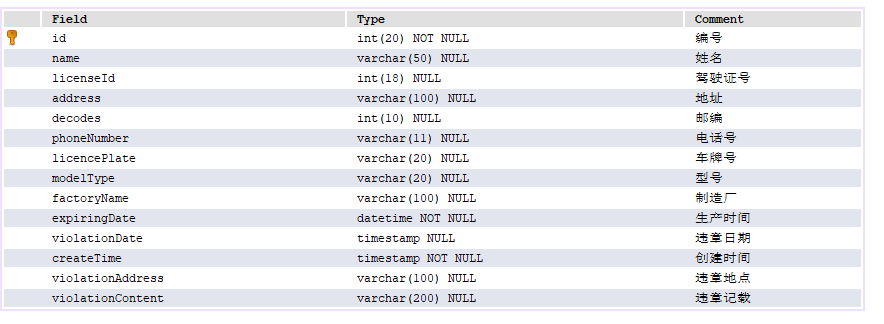 Field Type Comment
id int(20) NOT NULL 编号
name varchar(50) NULL 姓名
licenseId int(18) NULL 驾驶证号
address varchar(100) NULL 地址
decodes int(10) NULL 邮编
phoneNumber varchar(11) NULL 电话号
licencePlate varchar(20) NULL 车牌号
modelType varchar(20) NULL 型号
factoryName varchar(100) NULL 制造厂
expiringDate datetime NOT NULL 生产时间
violationDate timestamp NULL 违章日期
createTime timestamp NOT NULL 创建时间
violationAddress varchar(100) NULL 违章地点
violationContent varchar(200) NULL 违章记载